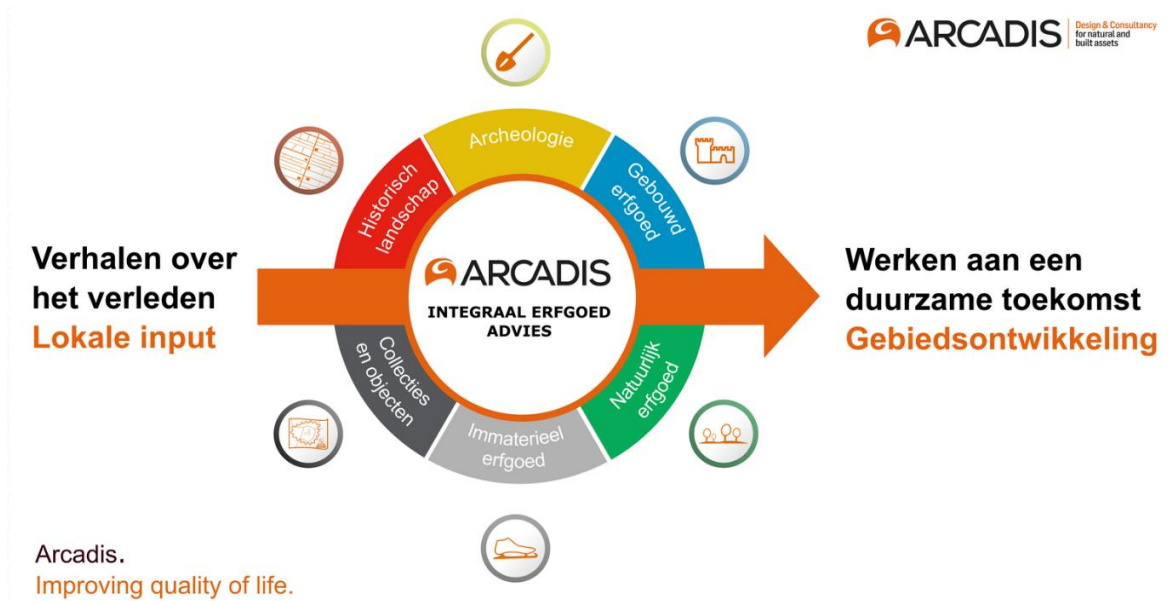 ARCADIS
Design & Consultancy
for natural and
built assets
Archeologie
Historisch
landschap
Gebouwd
erfgoed
Verhalen over
het verleden
Lokale input
ARCADIS
INTEGRAAL ERFGOED
ADVIES
Werken aan een
duurzame toekomst
Gebiedsontwikkeling
Collecties
en objecten
Immaterieel
erfgoed
Natuurlijk
erfgoed
Arcadis.
Improving quality of life.